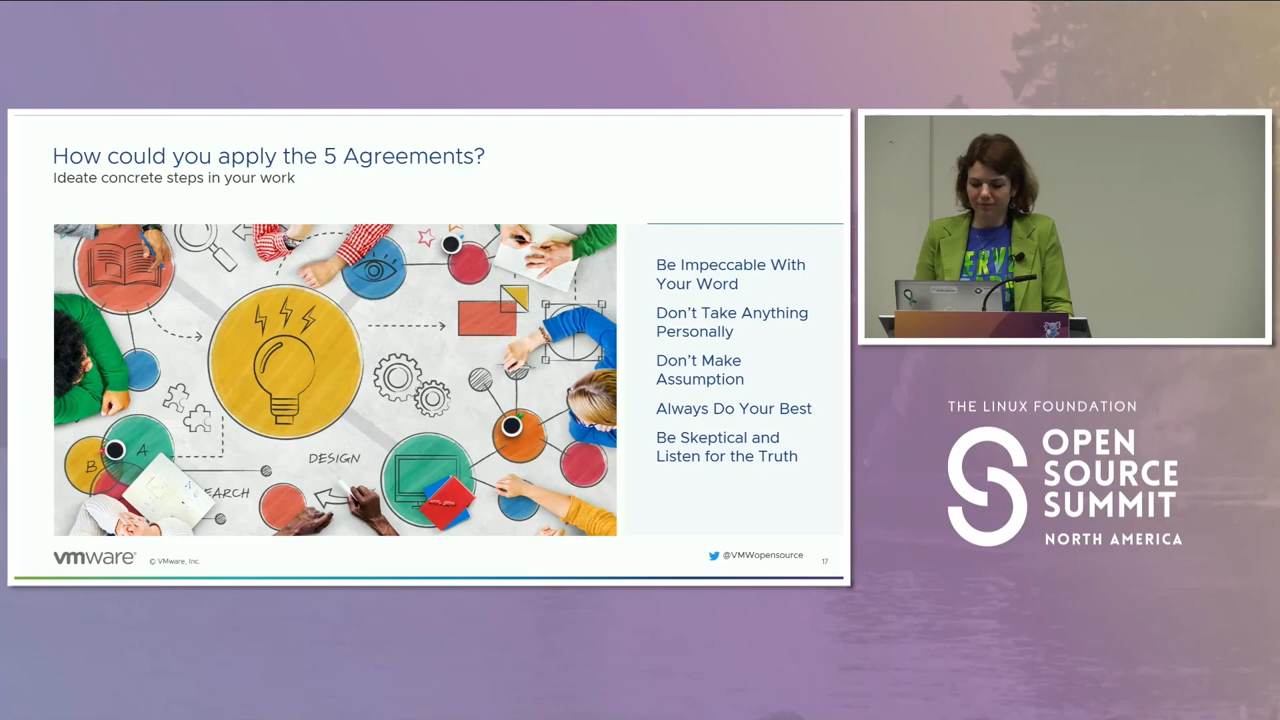 How could you apply the 5 Agreements?
Ideate concrete steps in your work
Be Impeccable With
Your Word
Don't Take Anything
Personally
Don't Make
Assumption
Always Do Your Best
Be Skeptical and
Listen for the Truth
A
B
DESIGN
EARCH
vmware®
© VMware, Inc.
@VMWopensource
17
THE LINUX FOUNDATION
OPEN
SOURCE
SUMMIT
NORTH AMERICA